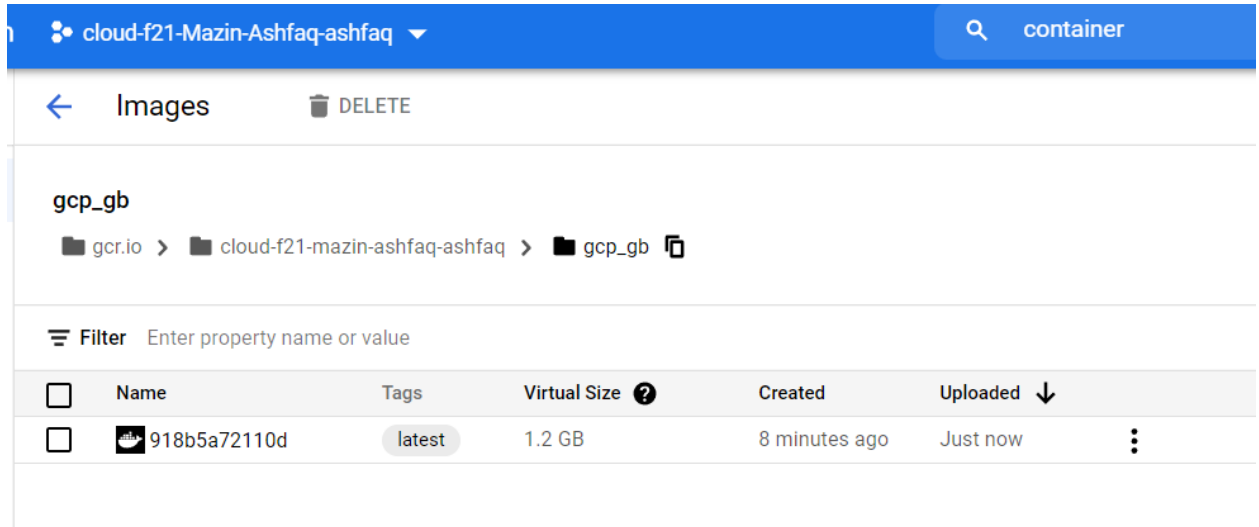 cloud-f21-Mazin-Ashfaq-ashfaq container
Images DELETE
gcp_gb
gcr.io > cloud-f21-mazin-ashfaq-ashfaq > gcp_gb
Filter Enter property name or value
Name Tags Virtual Size ? Created Uploaded
918b5a72110d latest 1.2 GB 8 minutes ago Just now